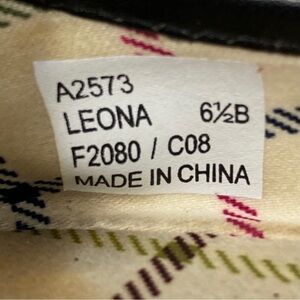 A2573
LEONA 6½B
F2080 / C08
MADE IN CHINA